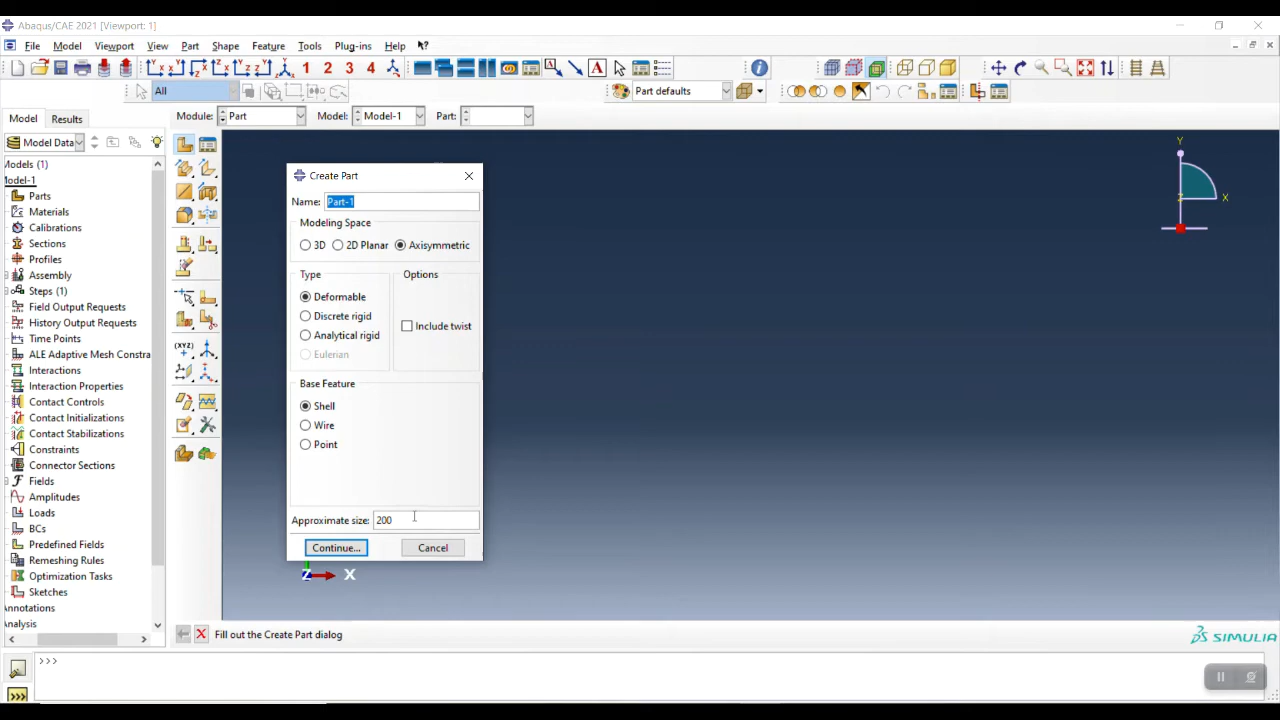 Abaqus/CAE 2021 [Viewport: 1]
File Model Viewport View Part Shape Feature Tools Plug-ins Help
1 2 3 4
All
Part defaults
Model Results
Module: Part Model: Model-1 Part:
Model Data
Models (1)
Model-1
Parts
Materials
Calibrations
Sections
Profiles
Assembly
Steps (1)
Field Output Requests
History Output Requests
Time Points
ALE Adaptive Mesh Constra
Interactions
Interaction Properties
Contact Controls
Contact Initializations
Contact Stabilizations
Constraints
Connector Sections
Fields
Amplitudes
Loads
BCs
Predefined Fields
Remeshing Rules
Optimization Tasks
Sketches
Annotations
Analysis
(XYZ)
Create Part
Name: Part-1
Modeling Space
3D 2D Planar Axisymmetric
Type
Deformable
Discrete rigid
Analytical rigid
Eulerian
Options
Include twist
Base Feature
Shell
Wire
Point
Approximate size: 200
Continue... Cancel
Z X
Y
Z X
Fill out the Create Part dialog
SIMULIA
>>>
>>>